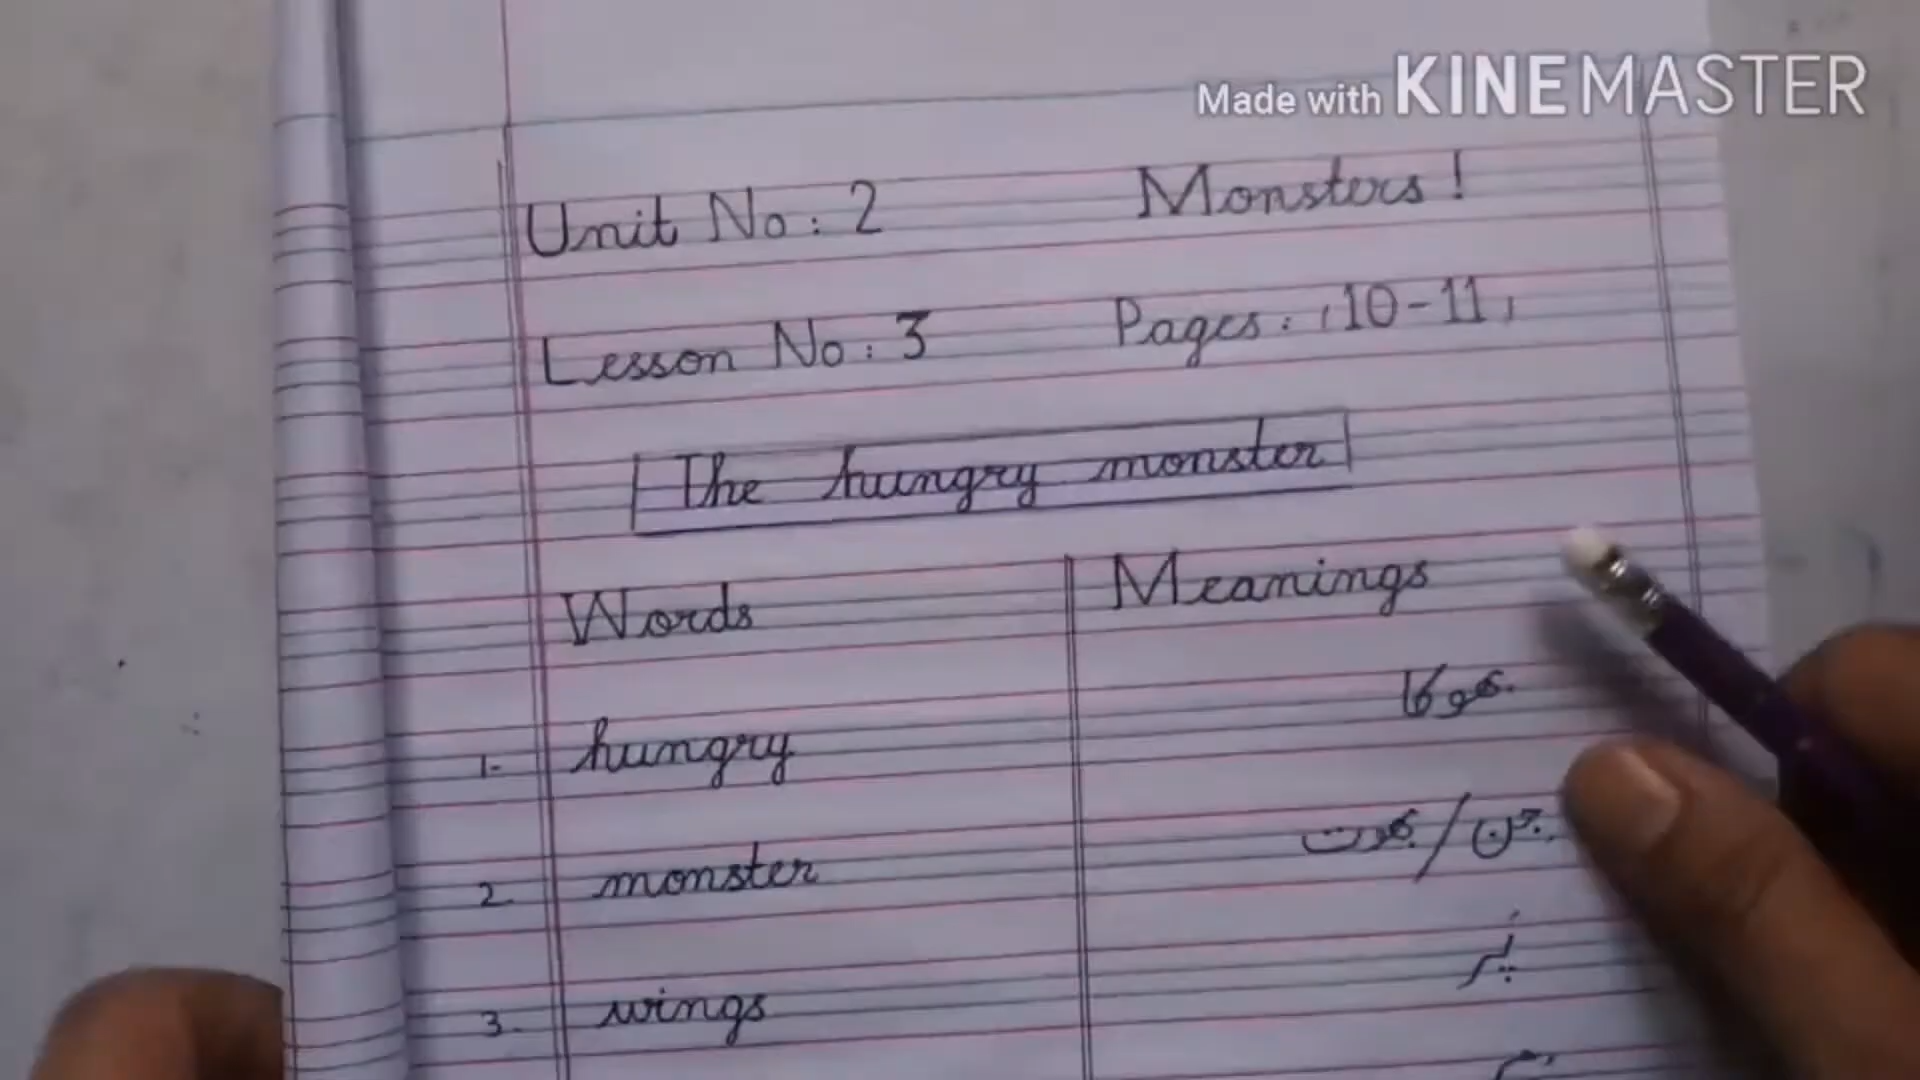 Made with KINEMASTER
Unit No: 2 Monsters!
Lesson No: 3 Pages: 10-11
The hungry monster
Words Meanings
1- hungry بھوکا
2. monster جن/بھوت
3. wings پَر